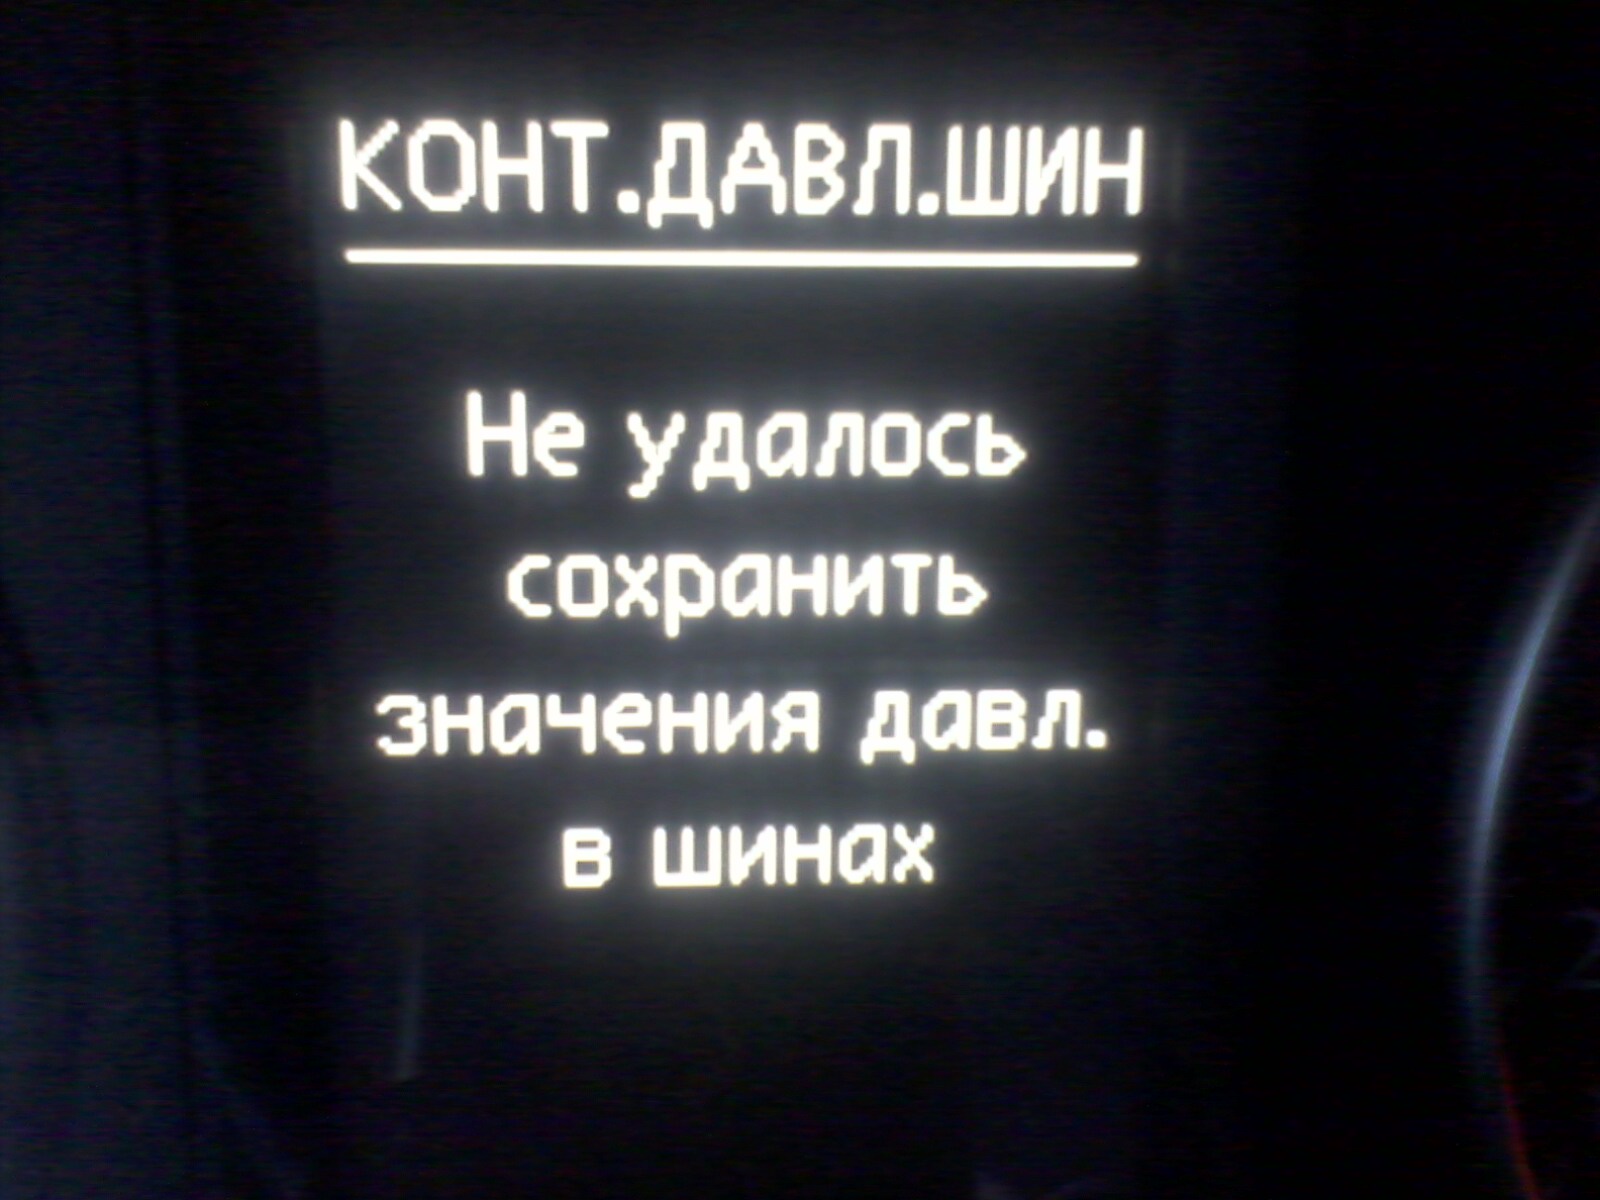 КОНТ.ДАВЛ.ШИН
Не удалось
сохранить
значения давл.
в шинах